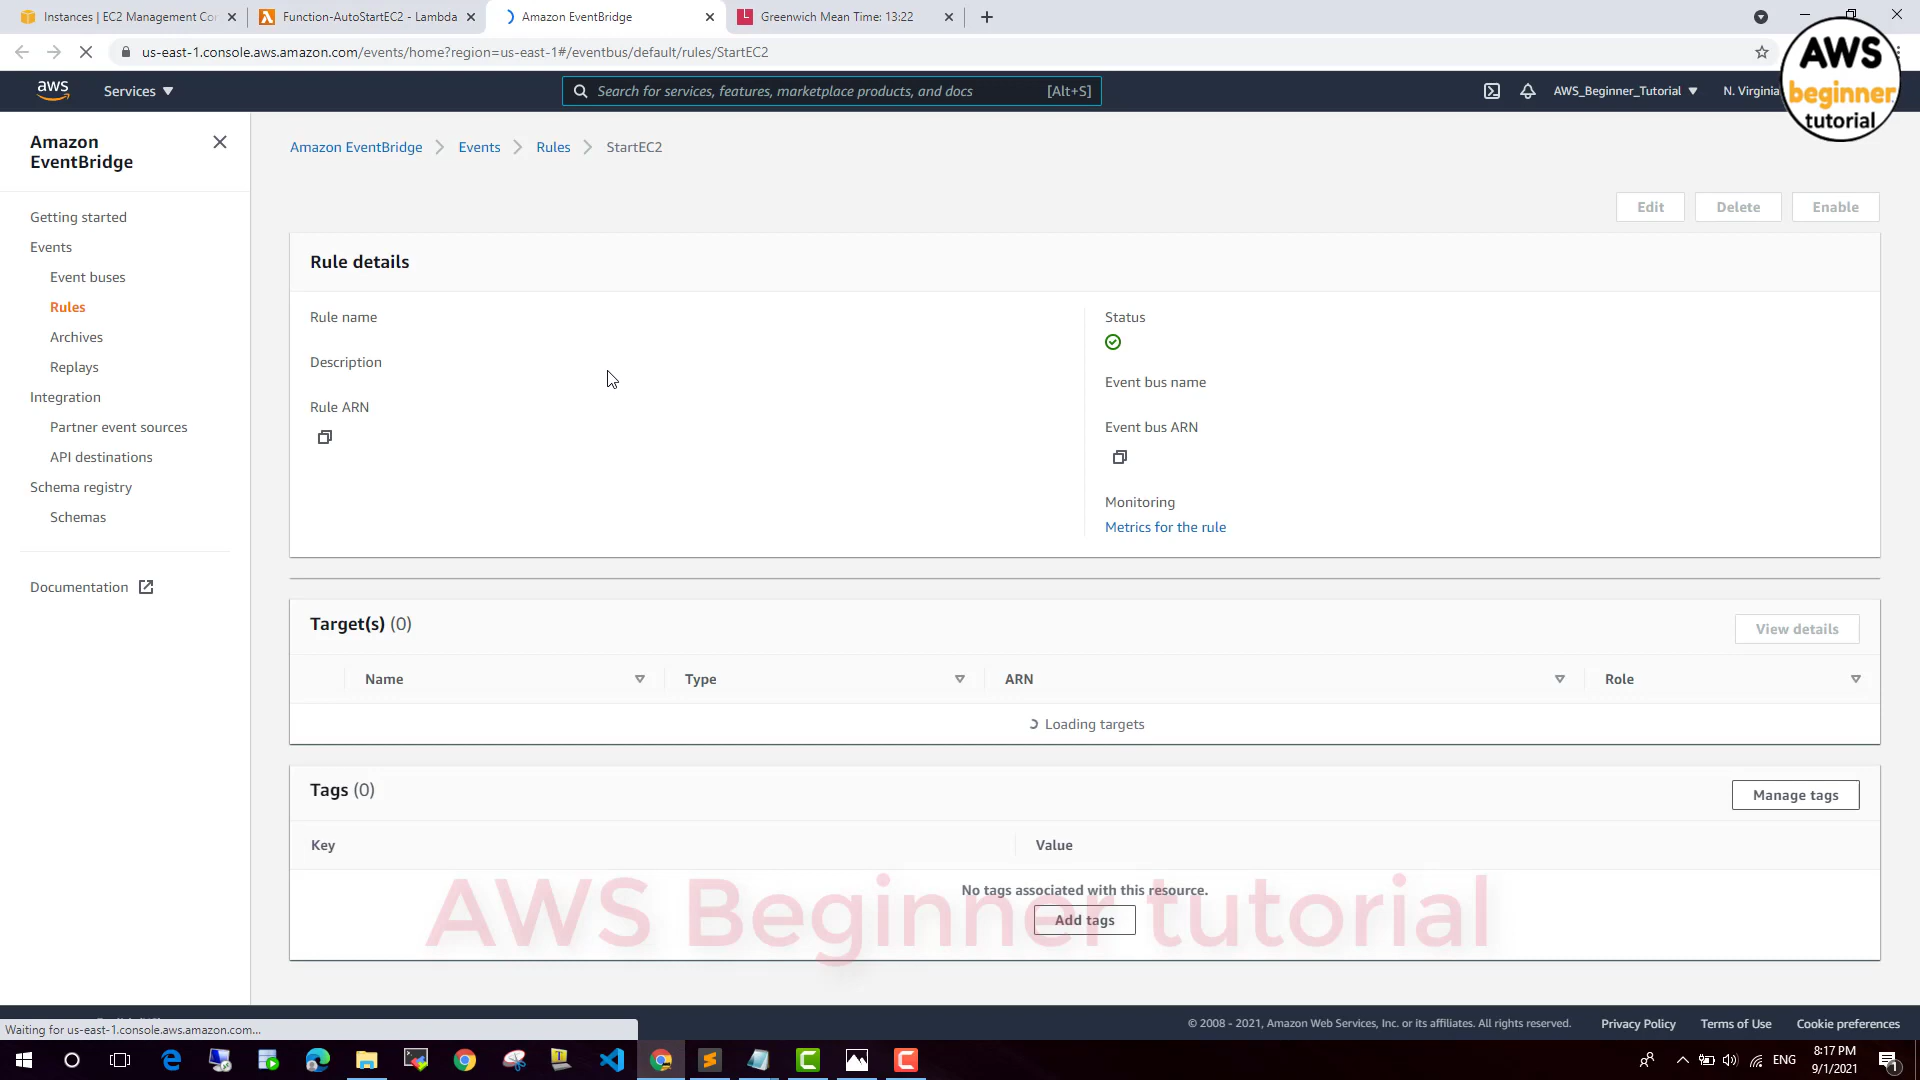 Instances | EC2 Management Con
Function-AutoStartEC2 - Lambda
Amazon EventBridge
Greenwich Mean Time: 13:22
us-east-1.console.aws.amazon.com/events/home?region=us-east-1#/eventbus/default/rules/StartEC2
aws
Services
Search for services, features, marketplace products, and docs
[Alt+S]
AWS_Beginner_Tutorial
N. Virginia
AWS
beginner
tutorial
Amazon
EventBridge
Getting started
Events
Event buses
Rules
Archives
Replays
Integration
Partner event sources
API destinations
Schema registry
Schemas
Documentation
Amazon EventBridge
Events
Rules
StartEC2
Edit
Delete
Enable
Rule details
Rule name
Description
Rule ARN
Status
Event bus name
Event bus ARN
Monitoring
Metrics for the rule
Target(s) (0)
View details
Name
Type
ARN
Role
Loading targets
Tags (0)
Manage tags
Key
Value
No tags associated with this resource.
Add tags
AWS Beginner tutorial
Waiting for us-east-1.console.aws.amazon.com...
© 2008 - 2021, Amazon Web Services, Inc. or its affiliates. All rights reserved.
Privacy Policy
Terms of Use
Cookie preferences
ENG
8:17 PM
9/1/2021
1